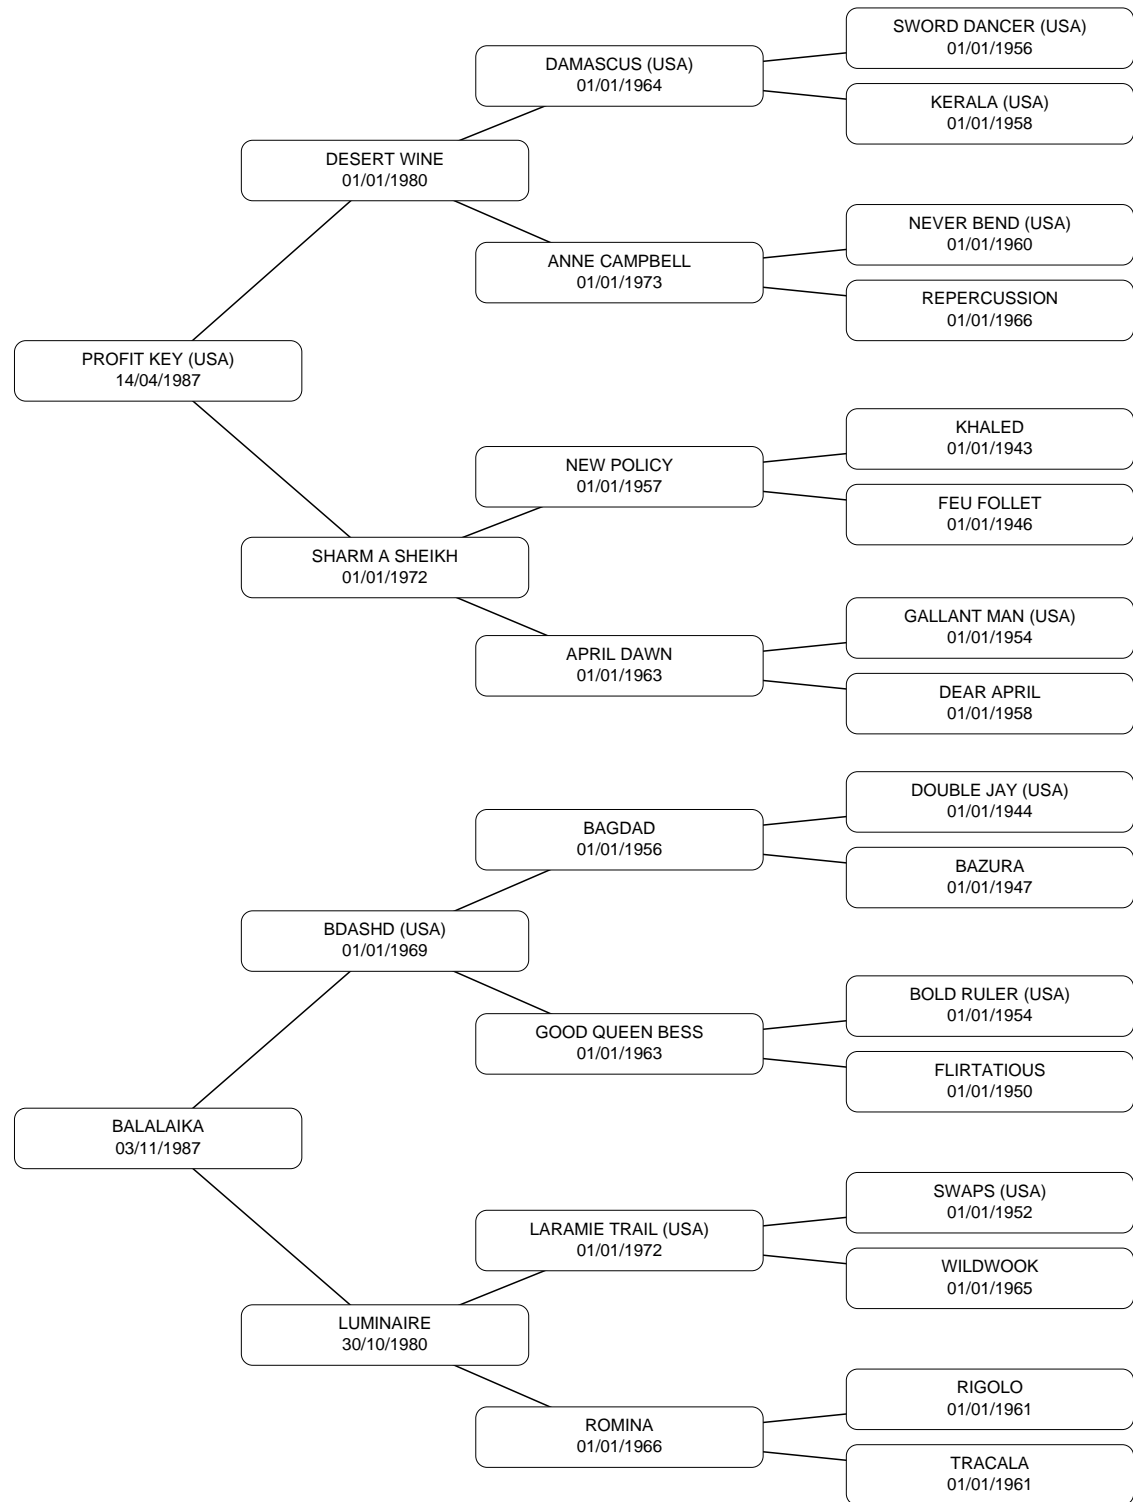 SWORD DANCER (USA)
01/01/1956
DAMASCUS (USA)
01/01/1964
KERALA (USA)
01/01/1958
DESERT WINE
01/01/1980
NEVER BEND (USA)
01/01/1960
ANNE CAMPBELL
01/01/1973
REPERCUSSION
01/01/1966
PROFIT KEY (USA)
14/04/1987
KHALED
01/01/1943
NEW POLICY
01/01/1957
FEU FOLLET
01/01/1946
SHARM A SHEIKH
01/01/1972
GALLANT MAN (USA)
01/01/1954
APRIL DAWN
01/01/1963
DEAR APRIL
01/01/1958
DOUBLE JAY (USA)
01/01/1944
BAGDAD
01/01/1956
BAZURA
01/01/1947
BDASHD (USA)
01/01/1969
BOLD RULER (USA)
01/01/1954
GOOD QUEEN BESS
01/01/1963
FLIRTATIOUS
01/01/1950
BALALAIKA
03/11/1987
SWAPS (USA)
01/01/1952
LARAMIE TRAIL (USA)
01/01/1972
WILDWOOK
01/01/1965
LUMINAIRE
30/10/1980
RIGOLO
01/01/1961
ROMINA
01/01/1966
TRACALA
01/01/1961